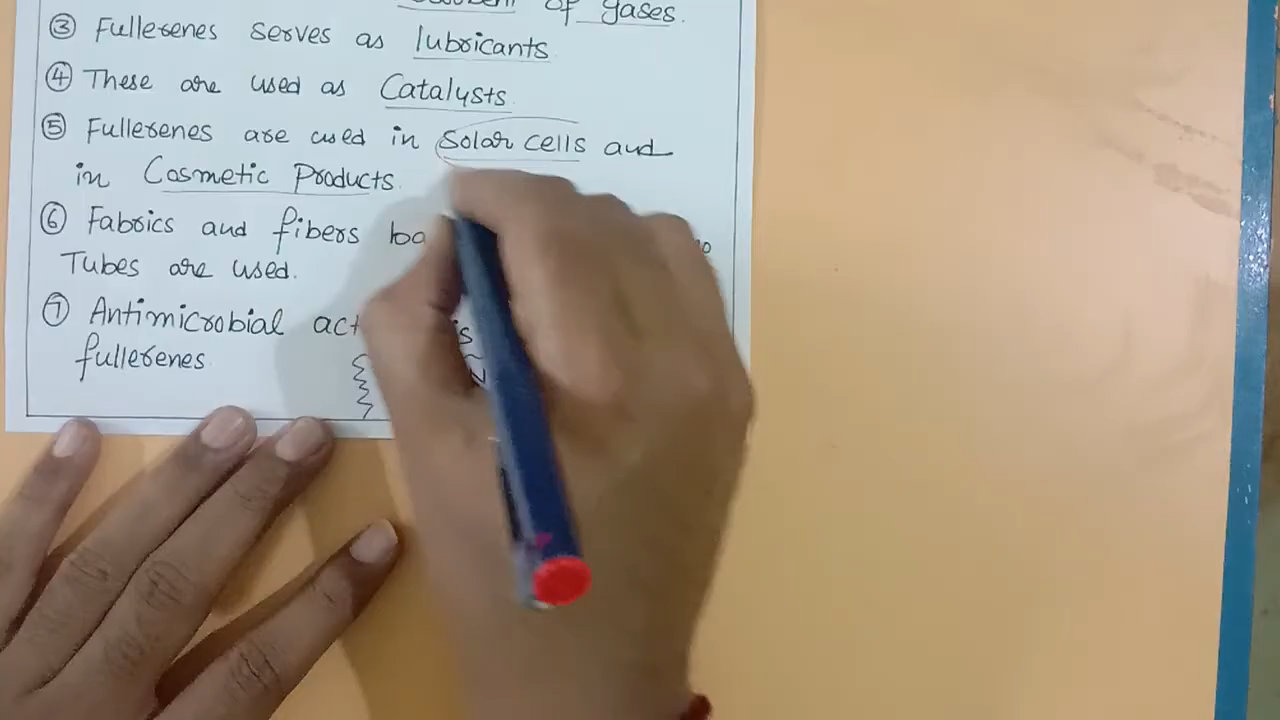 of gases.
③ Fullerenes serves as lubricants
④ These are used as Catalysts.
⑤ Fullerenes are used in Solar cells and
in Cosmetic Products.
⑥ Fabrics and fibers
Tubes are used.
⑦ Antimicrobial
fullerenes.